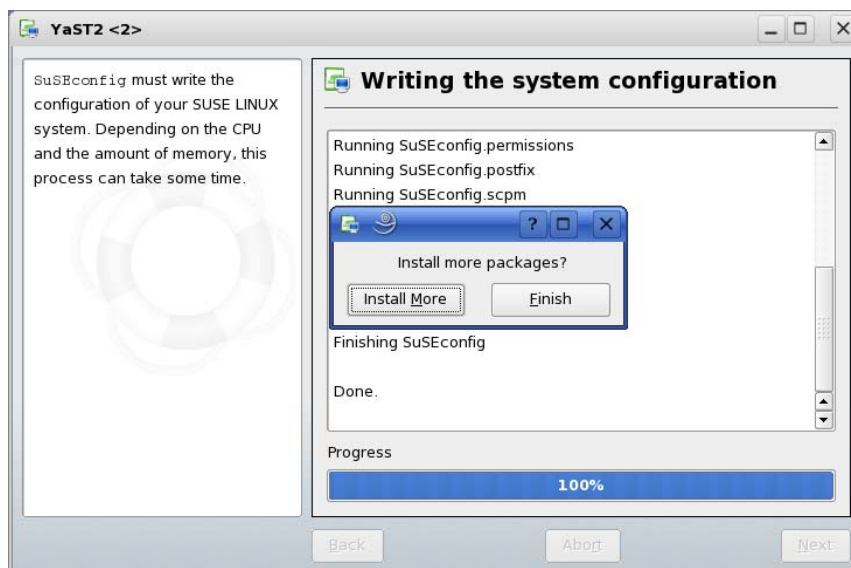 YaST2 <2>
SuSEconfig must write the
configuration of your SUSE LINUX
system. Depending on the CPU
and the amount of memory, this
process can take some time.
Writing the system configuration
Running SuSEconfig.permissions
Running SuSEconfig.postfix
Running SuSEconfig.scpm
Install more packages?
Install More
Finish
Finishing SuSEconfig
Done.
Progress
100%
Back
Abort
Next